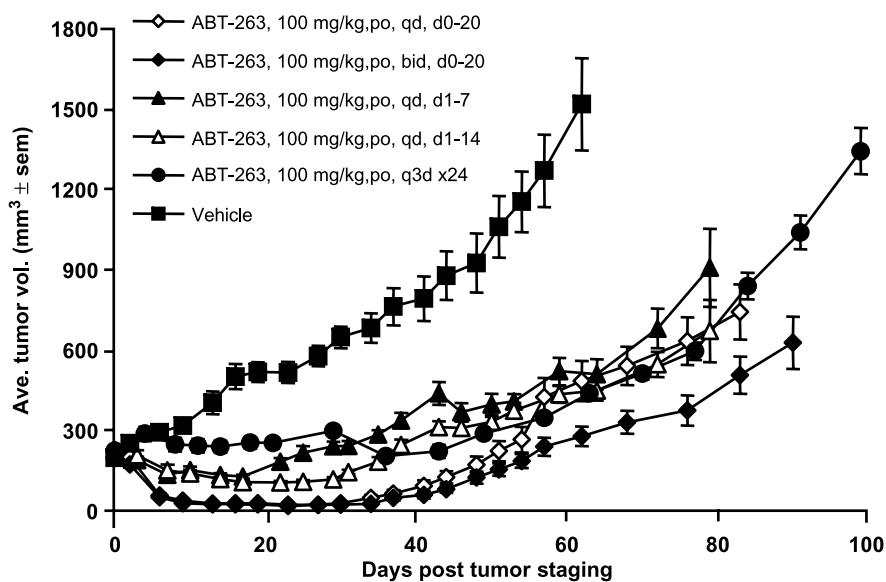 ABT-263, 100 mg/kg,po, qd, d0-20
ABT-263, 100 mg/kg,po, bid, d0-20
ABT-263, 100 mg/kg,po, qd, d1-7
ABT-263, 100 mg/kg,po, qd, d1-14
ABT-263, 100 mg/kg,po, q3d x24
Vehicle
Ave. tumor vol. (mm³ ± sem)
1800
1500
1200
900
600
300
0
0 20 40 60 80 100
Days post tumor staging